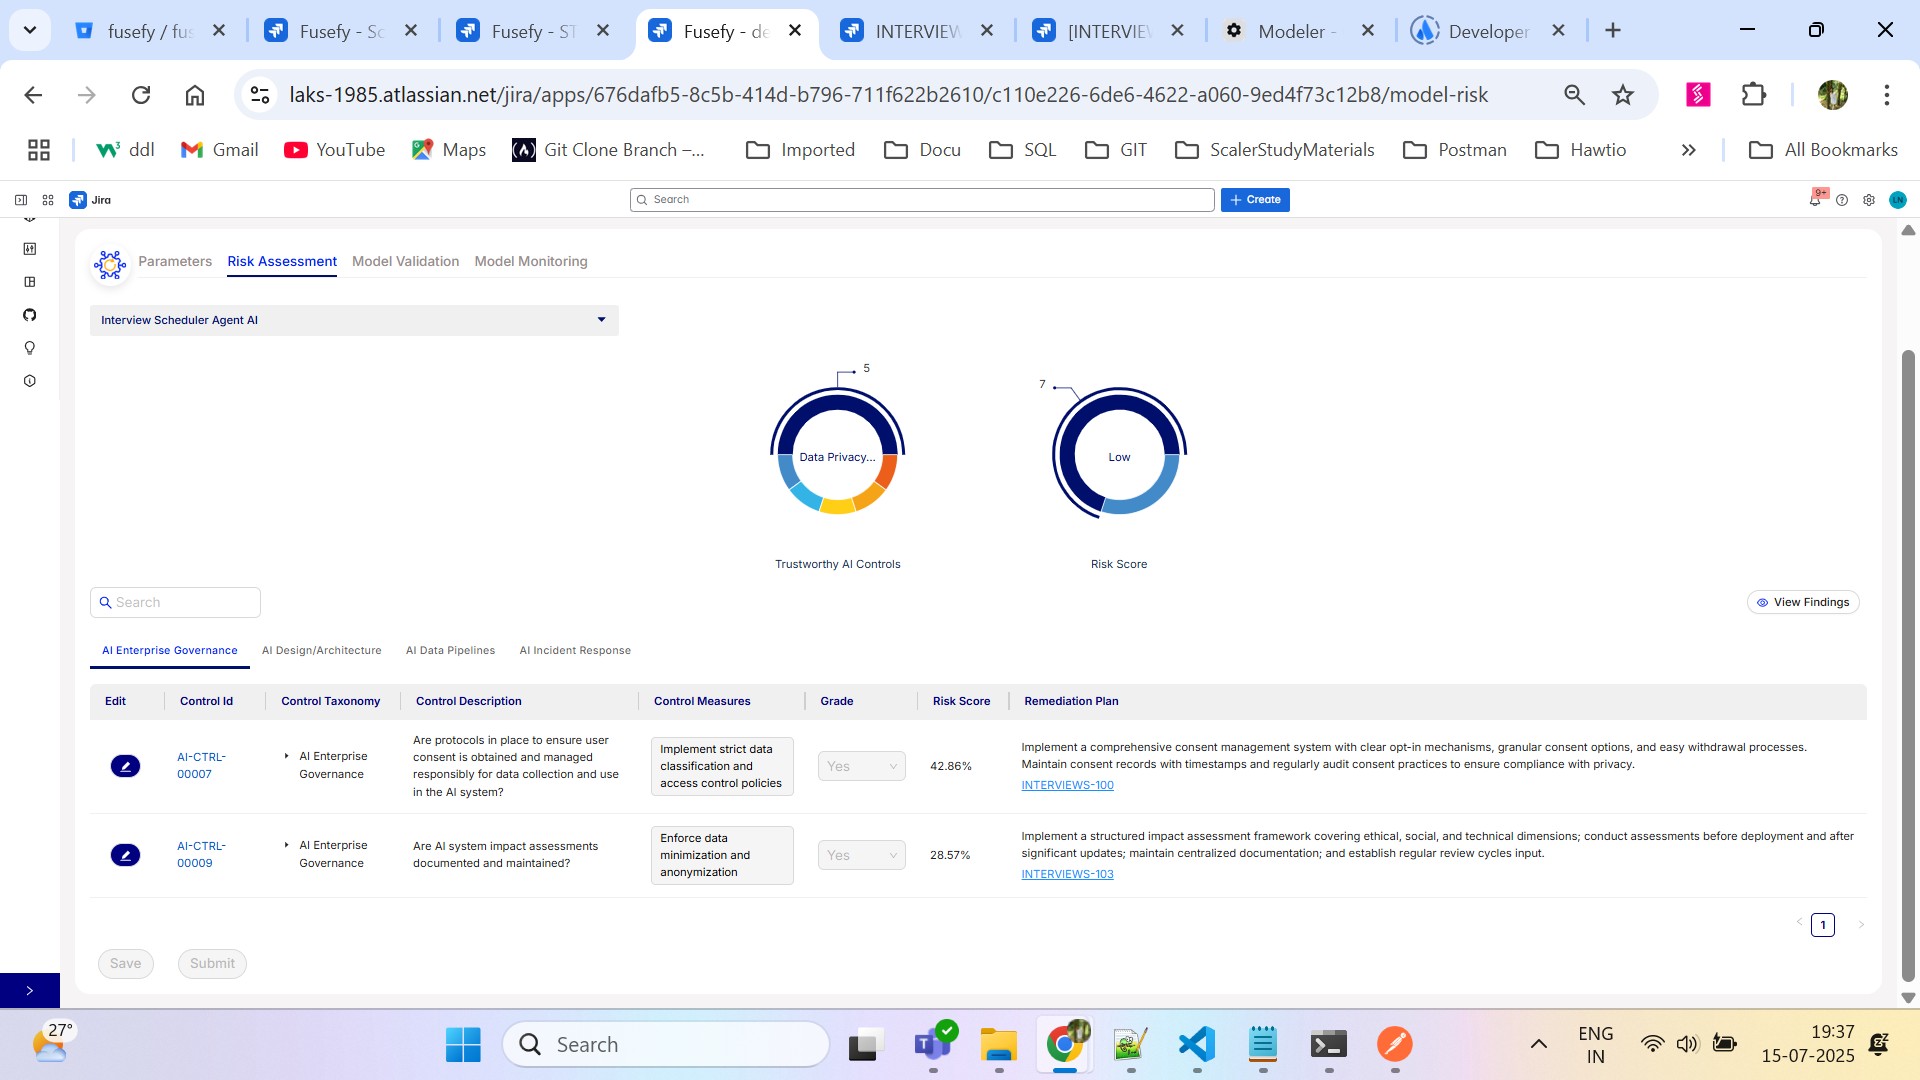 fusefy / fus
Fusefy - Sc
Fusefy - ST
Fusefy - de
INTERVIEW
[INTERVIEW
Modeler -
Developer
laks-1985.atlassian.net/jira/apps/676dafb5-8c5b-414d-b796-711f622b2610/c110e226-6de6-4622-a060-9ed4f73c12b8/model-risk
ddl
Gmail
YouTube
Maps
Git Clone Branch –...
Imported
Docu
SQL
GIT
ScalerStudyMaterials
Postman
Hawtio
All Bookmarks
Jira
Search
Create
9+
LN
Parameters
Risk Assessment
Model Validation
Model Monitoring
Interview Scheduler Agent AI
5
7
Data Privacy...
Low
Trustworthy AI Controls
Risk Score
Search
View Findings
AI Enterprise Governance
AI Design/Architecture
AI Data Pipelines
AI Incident Response
Edit
Control Id
Control Taxonomy
Control Description
Control Measures
Grade
Risk Score
Remediation Plan
AI-CTRL-
00007
AI Enterprise
Governance
Are protocols in place to ensure user
consent is obtained and managed
responsibly for data collection and use
in the AI system?
Implement strict data
classification and
access control policies
Yes
42.86%
Implement a comprehensive consent management system with clear opt-in mechanisms, granular consent options, and easy withdrawal processes.
Maintain consent records with timestamps and regularly audit consent practices to ensure compliance with privacy.
INTERVIEWS-100
AI-CTRL-
00009
AI Enterprise
Governance
Are AI system impact assessments
documented and maintained?
Enforce data
minimization and
anonymization
Yes
28.57%
Implement a structured impact assessment framework covering ethical, social, and technical dimensions; conduct assessments before deployment and after
significant updates; maintain centralized documentation; and establish regular review cycles input.
INTERVIEWS-103
1
Save
Submit
27°
Search
ENG
IN
19:37
15-07-2025